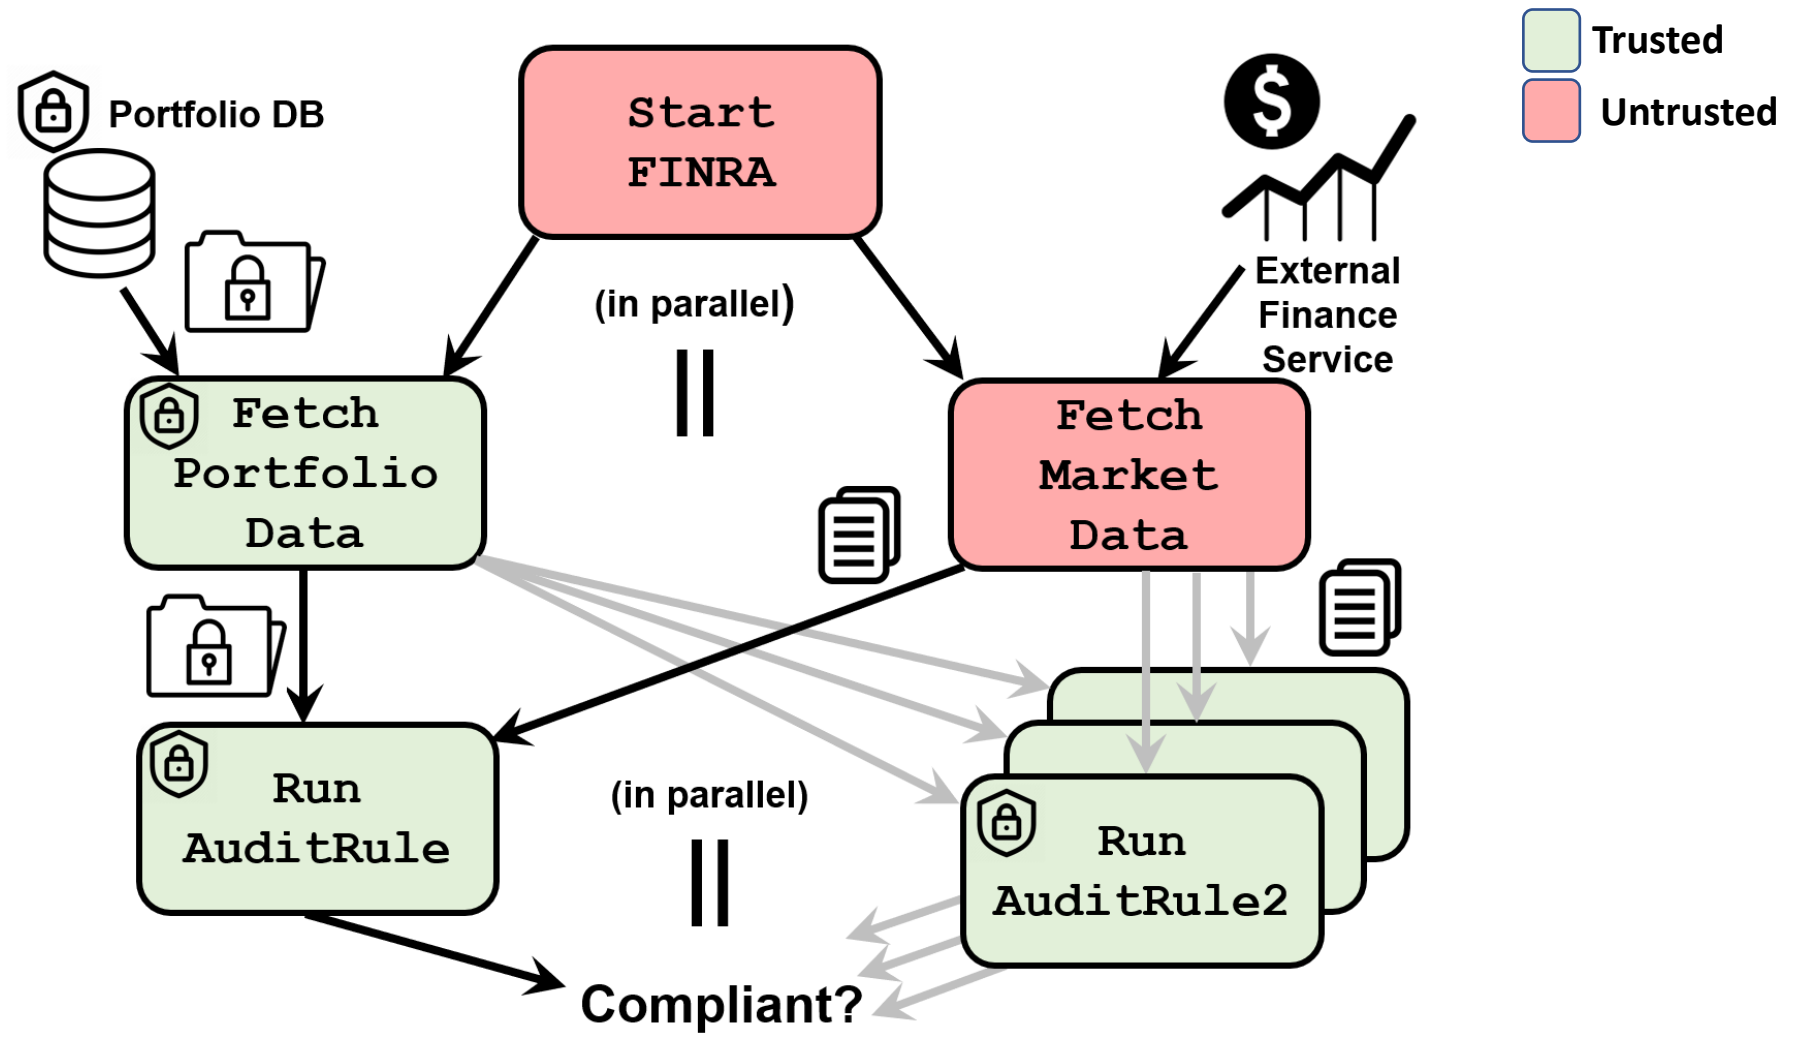 Trusted
Untrusted
Portfolio DB
Start
FINRA
$
External
Finance
Service
(in parallel)
Fetch
Portfolio
Data
Fetch
Market
Data
Run
AuditRule
(in parallel)
Run
AuditRule2
Compliant?